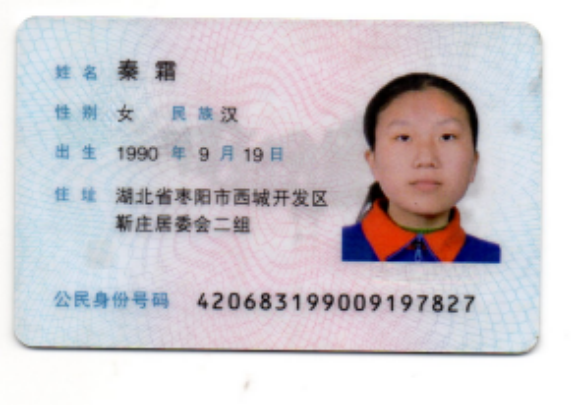 姓 名 秦 霜
性 别 女 民 族 汉
出 生 1990 年 9 月 19 日
住 址 湖北省枣阳市西城开发区
靳庄居委会二组
公民身份号码 420683199009197827